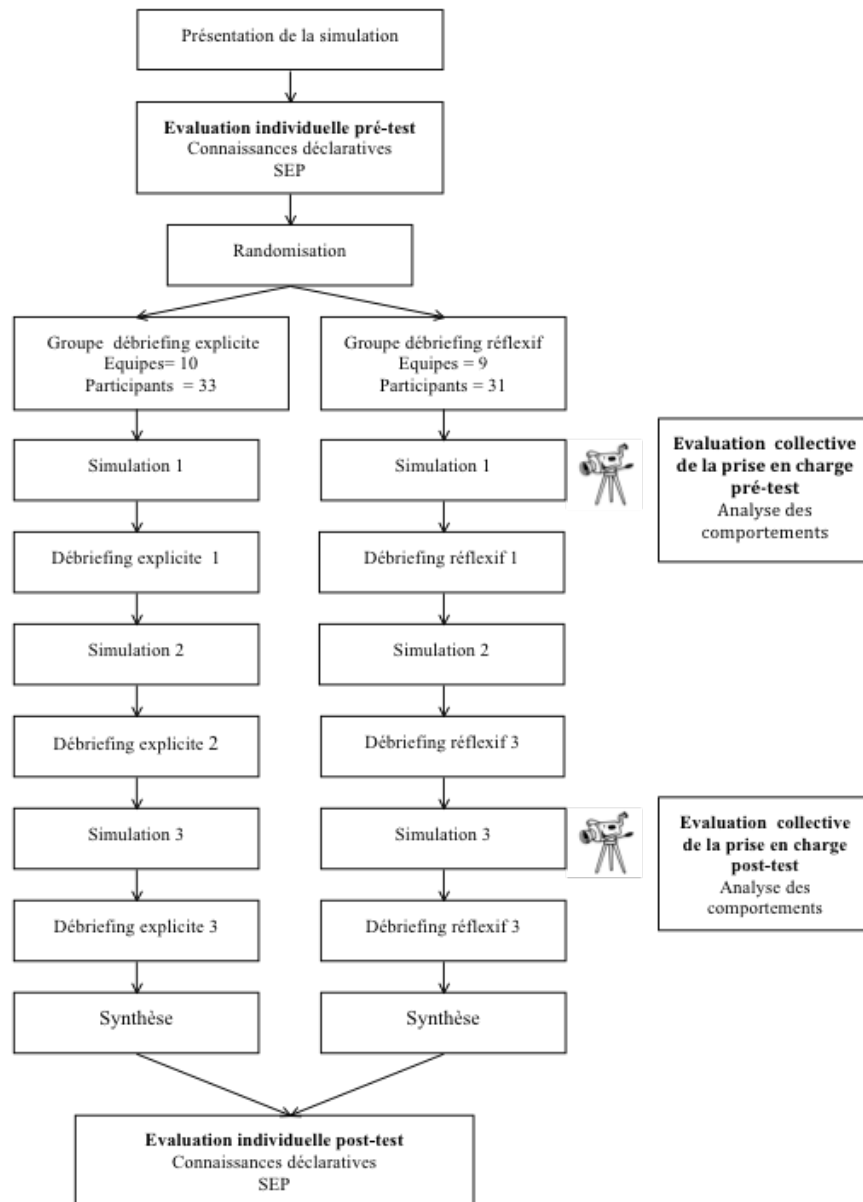 Présentation de la simulation
Evaluation individuelle pré-test
Connaissances déclaratives
SEP
Randomisation
Groupe débriefing explicite
Equipes= 10
Participants = 33
Groupe débriefing réflexif
Equipes = 9
Participants = 31
Simulation 1
Simulation 1
Evaluation collective
de la prise en charge
pré-test
Analyse des
comportements
Débriefing explicite 1
Débriefing réflexif 1
Simulation 2
Simulation 2
Débriefing explicite 2
Débriefing réflexif 3
Simulation 3
Simulation 3
Evaluation collective
de la prise en charge
post-test
Analyse des
comportements
Débriefing explicite 3
Débriefing réflexif 3
Synthèse
Synthèse
Evaluation individuelle post-test
Connaissances déclaratives
SEP